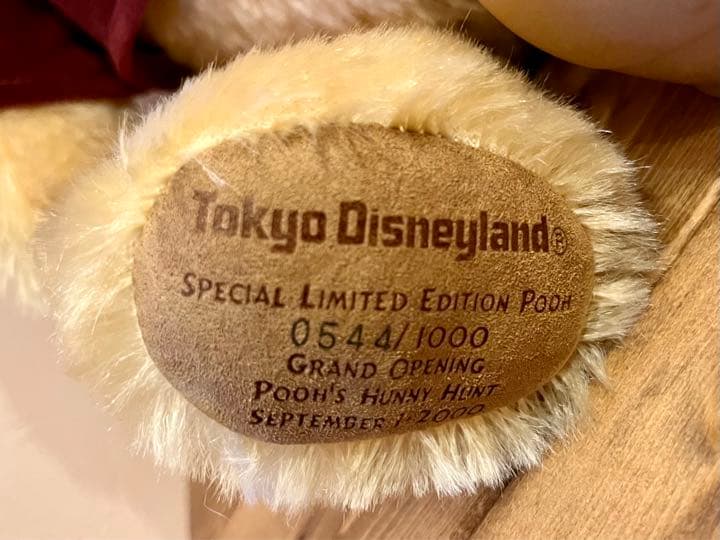 Tokyo Disneyland®
SPECIAL LIMITED EDITION POOH
0544/1000
GRAND OPENING
POOH'S HUNNY HUNT
SEPTEMBER 1 2000